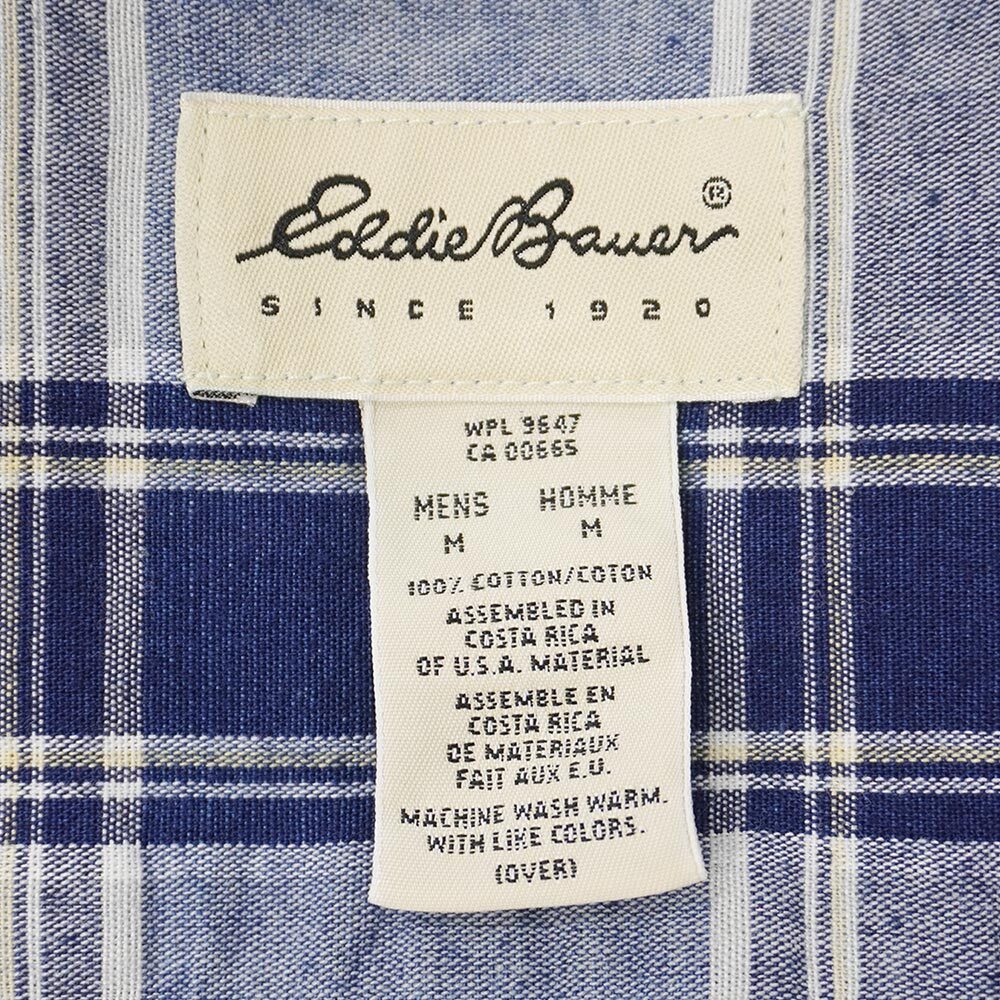 Eddie Bauer®
SINCE 1920
WPL 9647
CA 00665
MENS HOMME
M M
100% COTTON/COTON
ASSEMBLED IN
COSTA RICA
OF U.S.A. MATERIAL
ASSEMBLE EN
COSTA RICA
DE MATERIAUX
FAIT AUX E.U.
MACHINE WASH WARM.
WITH LIKE COLORS.
(OVER)